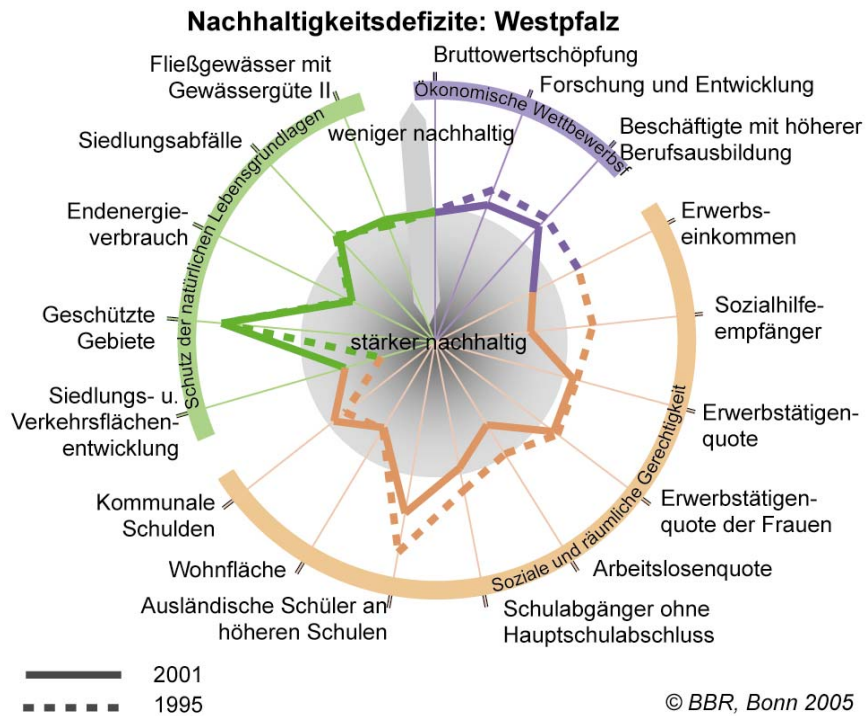 Nachhaltigkeitsdefizite: Westpfalz
Bruttowertschöpfung
Forschung und Entwicklung
Beschäftigte mit höherer
Berufsausbildung
Erwerbs-
einkommen
Sozialhilfe-
empfänger
Erwerbstätigen-
quote
Erwerbstätigen-
quote der Frauen
Arbeitslosenquote
Schulabgänger ohne
Hauptschulabschluss
Ausländische Schüler an
höheren Schulen
Wohnfläche
Kommunale
Schulden
Siedlungs- u.
Verkehrsflächen-
entwicklung
Geschützte
Gebiete
Endenergie-
verbrauch
Siedlungsabfälle
Fließgewässer mit
Gewässergüte II
Ökonomische Wettbewerbsf
Soziale und räumliche Gerechtigkeit
Schutz der natürlichen Lebensgrundlagen
weniger nachhaltig
stärker nachhaltig
2001
1995
© BBR, Bonn 2005